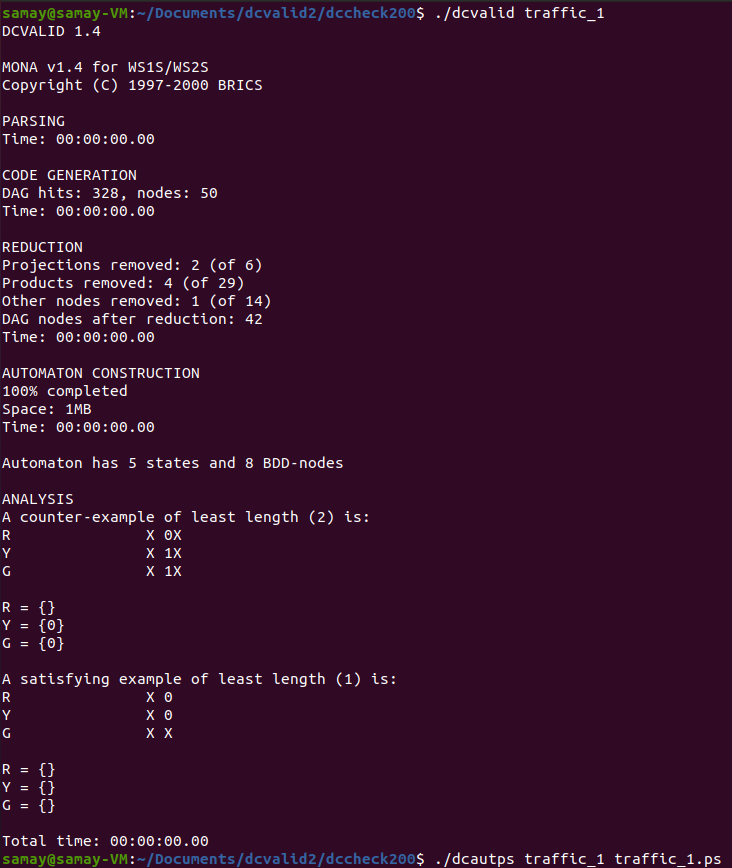 samay@samay-VM:~/Documents/dcvalid2/dccheck200$ ./dcvalid traffic_1
DCVALID 1.4
MONA v1.4 for WS1S/WS2S
Copyright (C) 1997-2000 BRICS
PARSING
Time: 00:00:00.00
CODE GENERATION
DAG hits: 328, nodes: 50
Time: 00:00:00.00
REDUCTION
Projections removed: 2 (of 6)
Products removed: 4 (of 29)
Other nodes removed: 1 (of 14)
DAG nodes after reduction: 42
Time: 00:00:00.00
AUTOMATON CONSTRUCTION
100% completed
Space: 1MB
Time: 00:00:00.00
Automaton has 5 states and 8 BDD-nodes
ANALYSIS
A counter-example of least length (2) is:
R               X 0X
Y               X 1X
G               X 1X
R = {}
Y = {0}
G = {0}
A satisfying example of least length (1) is:
R               X 0
Y               X 0
G               X X
R = {}
Y = {}
G = {}
Total time: 00:00:00.00
samay@samay-VM:~/Documents/dcvalid2/dccheck200$ ./dcautps traffic_1 traffic_1.ps